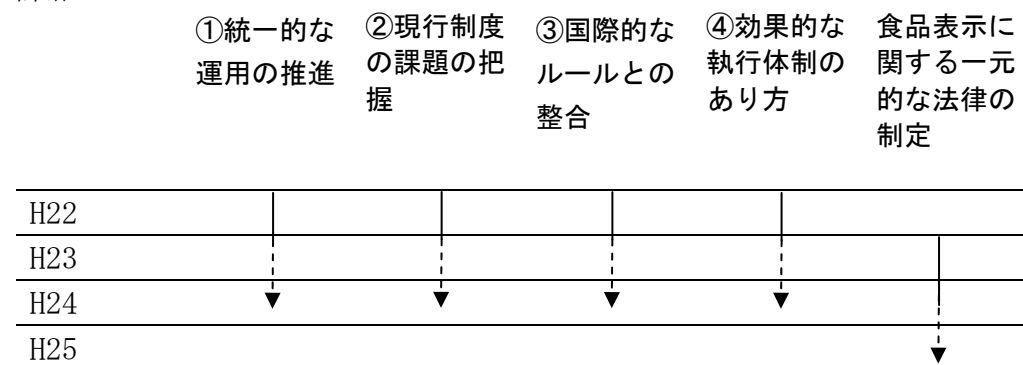 ①統一的な
運用の推進
②現行制度
の課題の把
握
③国際的な
ルールとの
整合
④効果的な
執行体制の
あり方
食品表示に
関する一元
的な法律の
制定
H22
H23
H24
H25